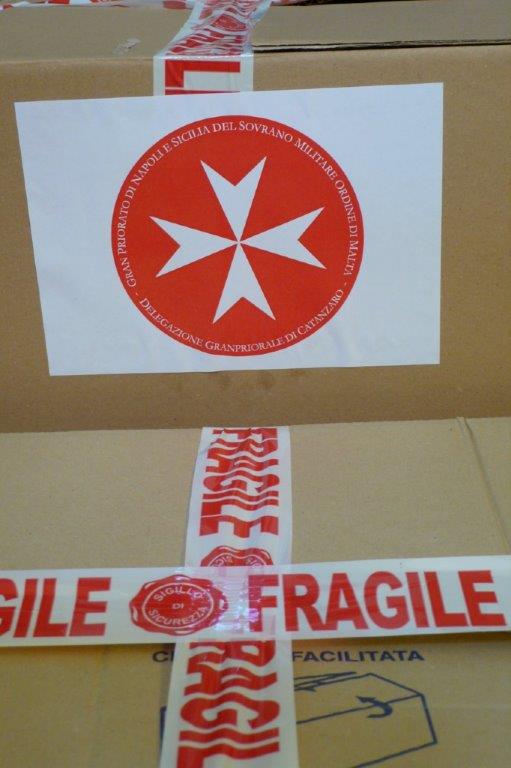 GRAN PRIORATO DI NAPOLI E SICILIA DEL SOVRANO MILITARE ORDINE DI MALTA
- DELEGAZIONE GRANPRIORALE DI CATANZARO -
FRAGILE
GILE
SIGILLO
DI
SICUREZZA
FRAGILE
FACILITATA
FRAGIL